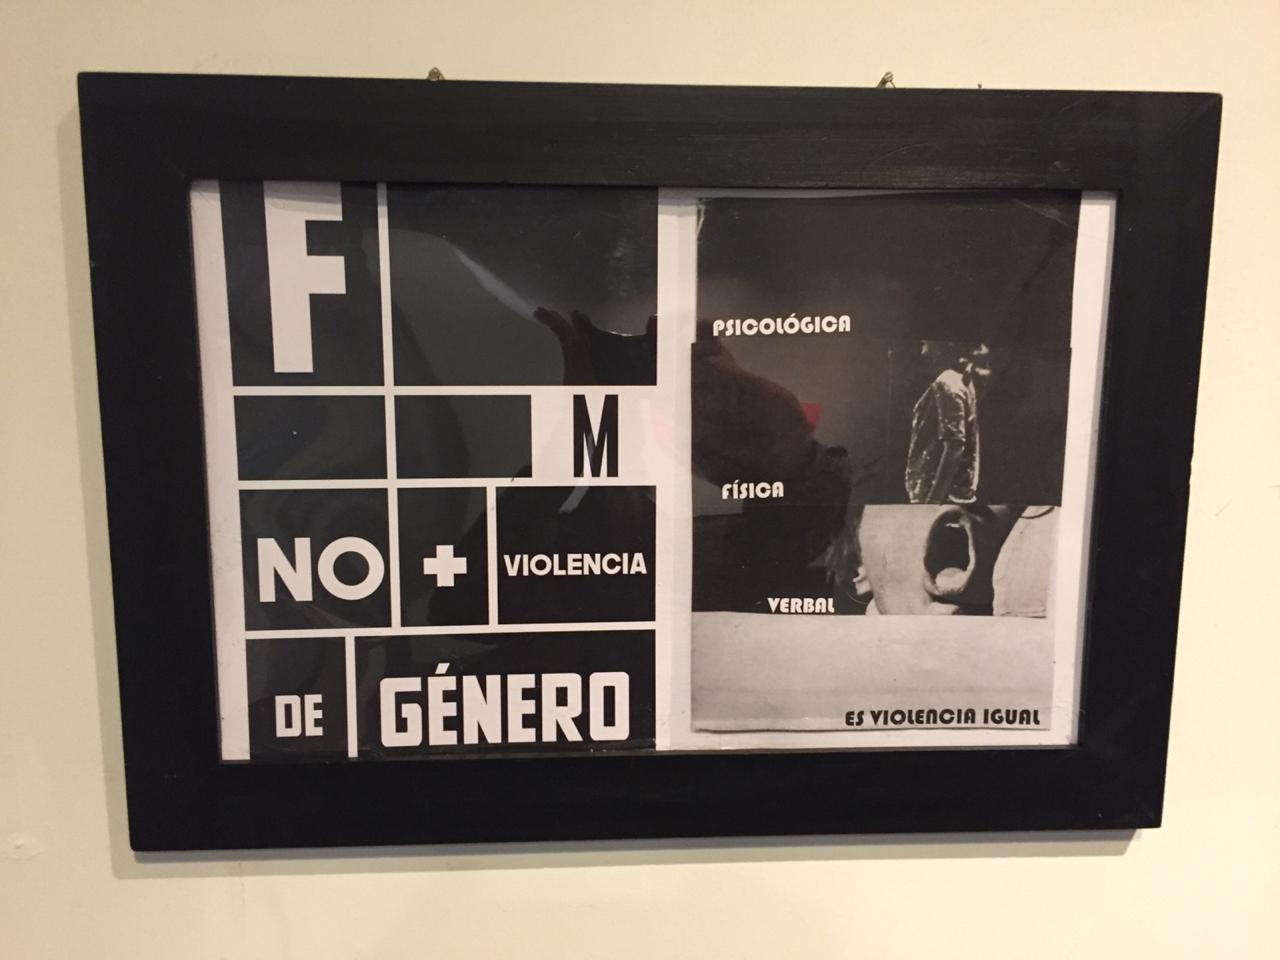 F
M
NO + VIOLENCIA
DE GÉNERO
PSICOLÓGICA
FÍSICA
VERBAL
ES VIOLENCIA IGUAL